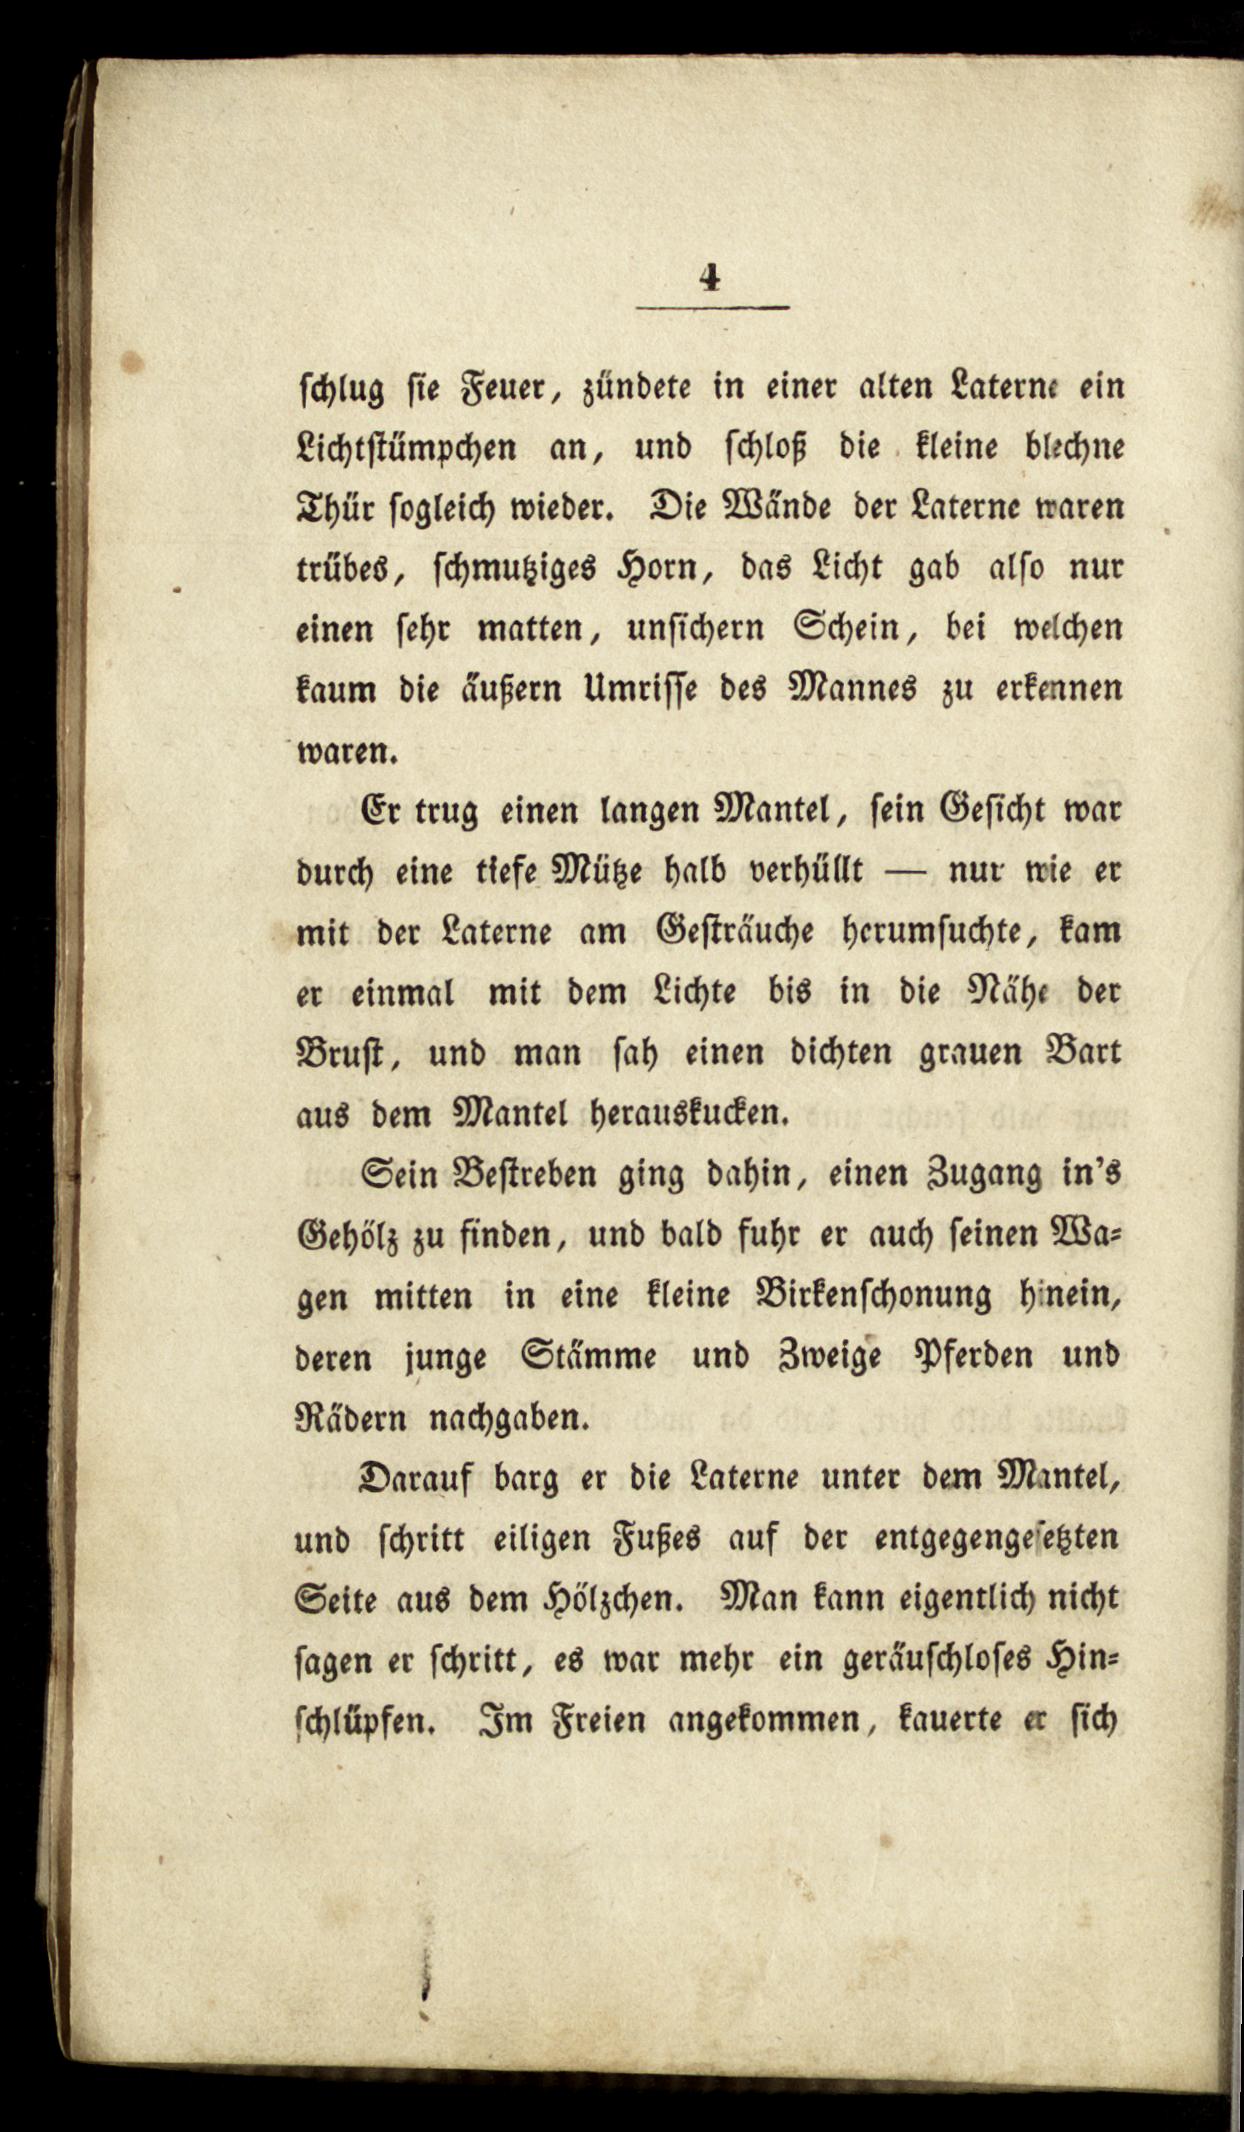 4
ſchlug ſie Feuer, zündete in einer alten Laterne ein
Lichtſtümpchen an, und ſchloß die kleine blechne
Thür ſogleich wieder. Die Wände der Laterne waren
trübes, ſchmutziges Horn, das Licht gab alſo nur
einen ſehr matten, unſichern Schein, bei welchen
kaum die äußern Umriſſe des Mannes zu erkennen
waren.
Er trug einen langen Mantel, ſein Geſicht war
durch eine tiefe Mütze halb verhüllt — nur wie er
mit der Laterne am Geſträuche herumſuchte, kam
er einmal mit dem Lichte bis in die Nähe der
Bruſt, und man ſah einen dichten grauen Bart
aus dem Mantel herauskucken.
Sein Beſtreben ging dahin, einen Zugang in's
Gehölz zu finden, und bald fuhr er auch ſeinen Wa⸗
gen mitten in eine kleine Birkenſchonung hinein,
deren junge Stämme und Zweige Pferden und
Rädern nachgaben.
Darauf barg er die Laterne unter dem Mantel,
und ſchritt eiligen Fußes auf der entgegengeſetzten
Seite aus dem Hölzchen. Man kann eigentlich nicht
ſagen er ſchritt, es war mehr ein geräuſchloſes Hin⸗
ſchlüpfen. Im Freien angekommen, kauerte er ſich